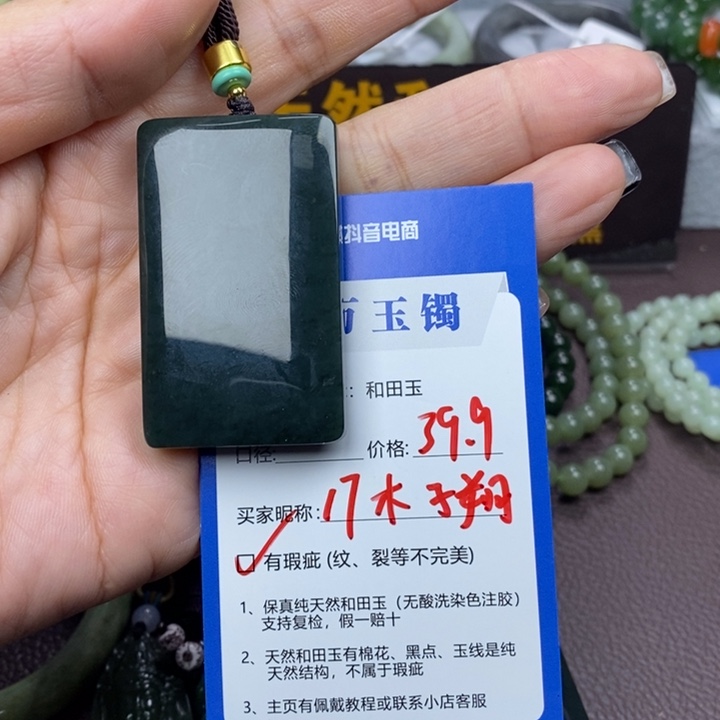 天然
抖音电商
玉镯
：和田玉
口径: 价格: 39.9
买家昵称: 17木子翔
☑ 有瑕疵 (纹、裂等不完美)
1、保真纯天然和田玉（无酸洗染色注胶）
支持复检，假一赔十
2、天然和田玉有棉花、黑点、玉线是纯
天然结构，不属于瑕疵
3、主页有佩戴教程或联系小店客服